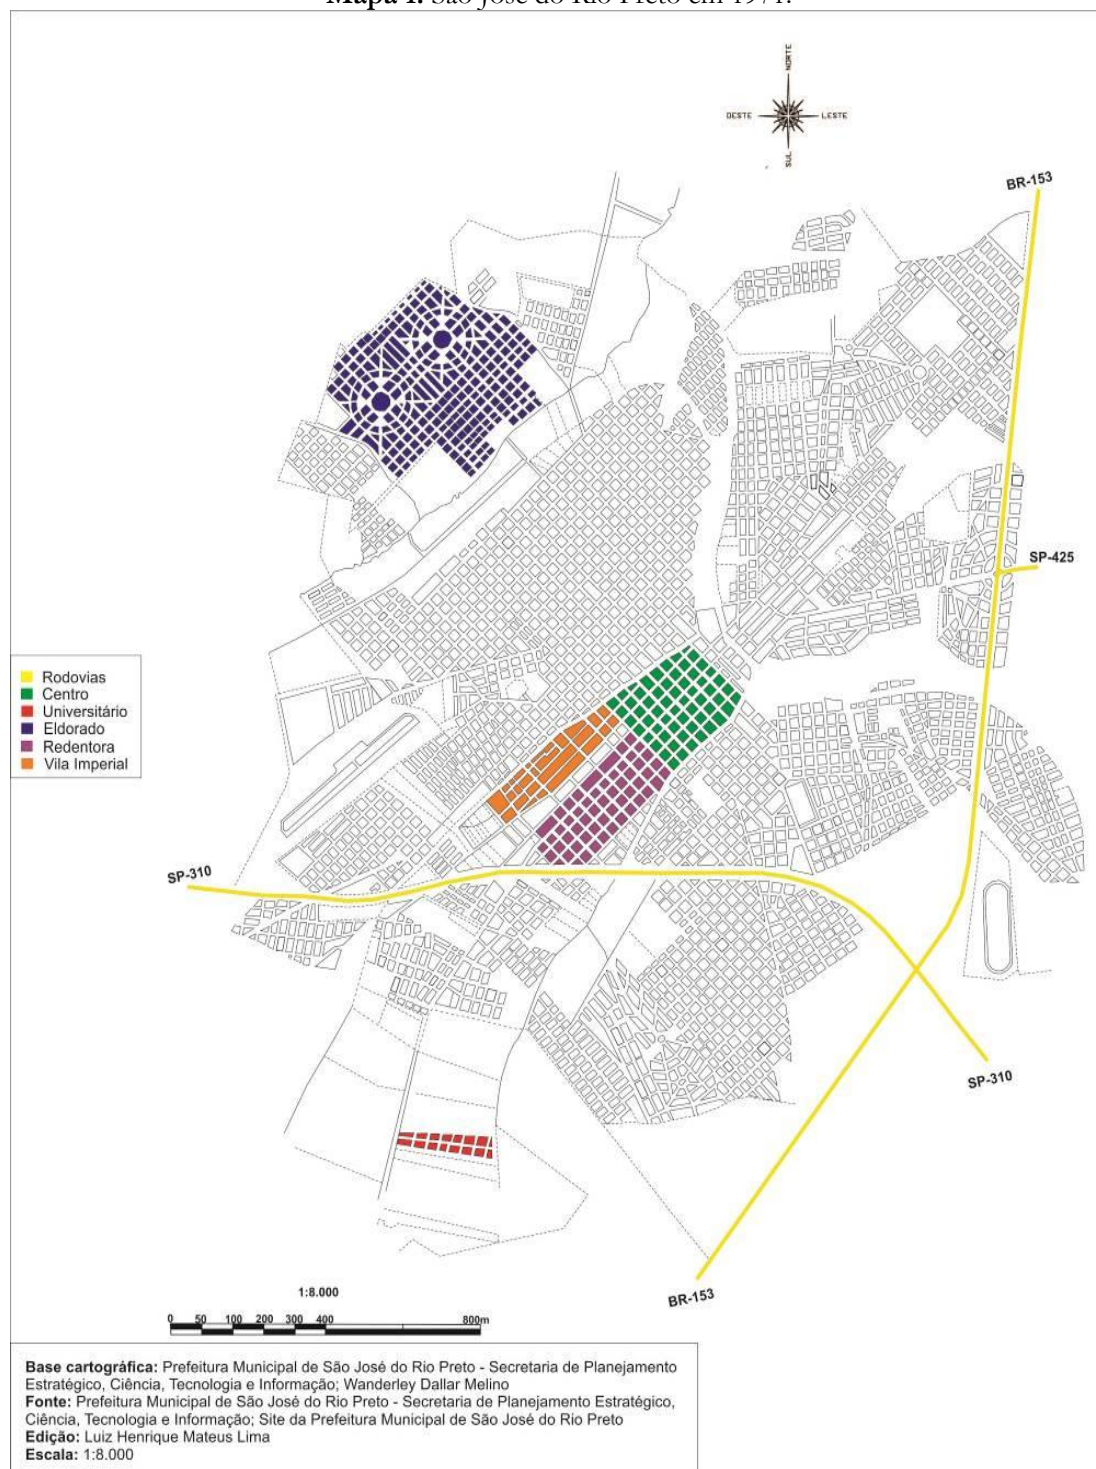 Mapa 1. São José do Rio Preto em 1971.
NORTE
OESTE
LESTE
SUL
BR-153
SP-425
Rodovias
Centro
Universitário
Eldorado
Redentora
Vila Imperial
SP-310
SP-310
BR-153
1:8.000
0 50 100 200 300 400 800m
Base cartográfica: Prefeitura Municipal de São José do Rio Preto - Secretaria de Planejamento
Estratégico, Ciência, Tecnologia e Informação; Wanderley Dallar Melino
Fonte: Prefeitura Municipal de São José do Rio Preto - Secretaria de Planejamento Estratégico,
Ciência, Tecnologia e Informação; Site da Prefeitura Municipal de São José do Rio Preto
Edição: Luiz Henrique Mateus Lima
Escala: 1:8.000